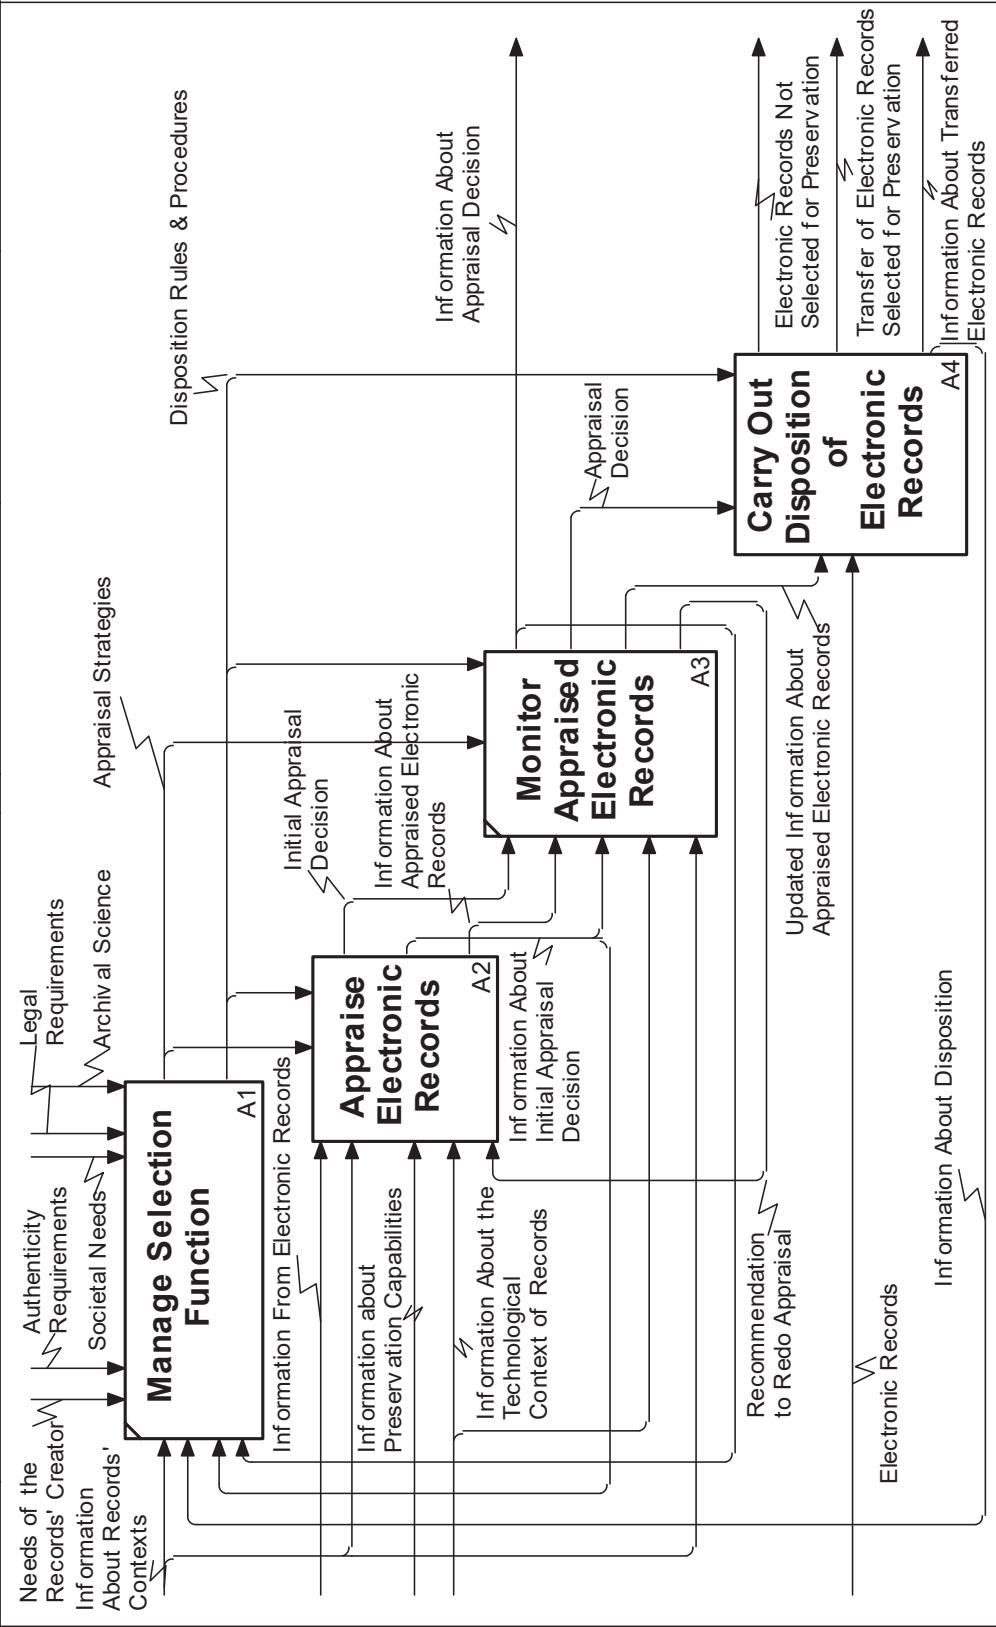 Needs of the
Records' Creator
Authenticity
Requirements
Societal Needs
Legal
Requirements
Archival Science
Information
About Records'
Contexts
Manage Selection
Function
A1
Appraisal Strategies
Disposition Rules & Procedures
Information From Electronic Records
Information about
Preservation Capabilities
Information About the
Technological
Context of Records
Appraise
Electronic
Records
A2
Initial Appraisal
Decision
Information About
Appraised Electronic
Records
Information About
Initial Appraisal
Decision
Monitor
Appraised
Electronic
Records
A3
Information About
Appraisal Decision
Appraisal
Decision
Updated Information About
Appraised Electronic Records
Recommendation
to Redo Appraisal
Electronic Records
Carry Out
Disposition
of
Electronic
Records
A4
Electronic Records Not
Selected for Preservation
Transfer of Electronic Records
Selected for Preservation
Information About Transferred
Electronic Records
Information About Disposition